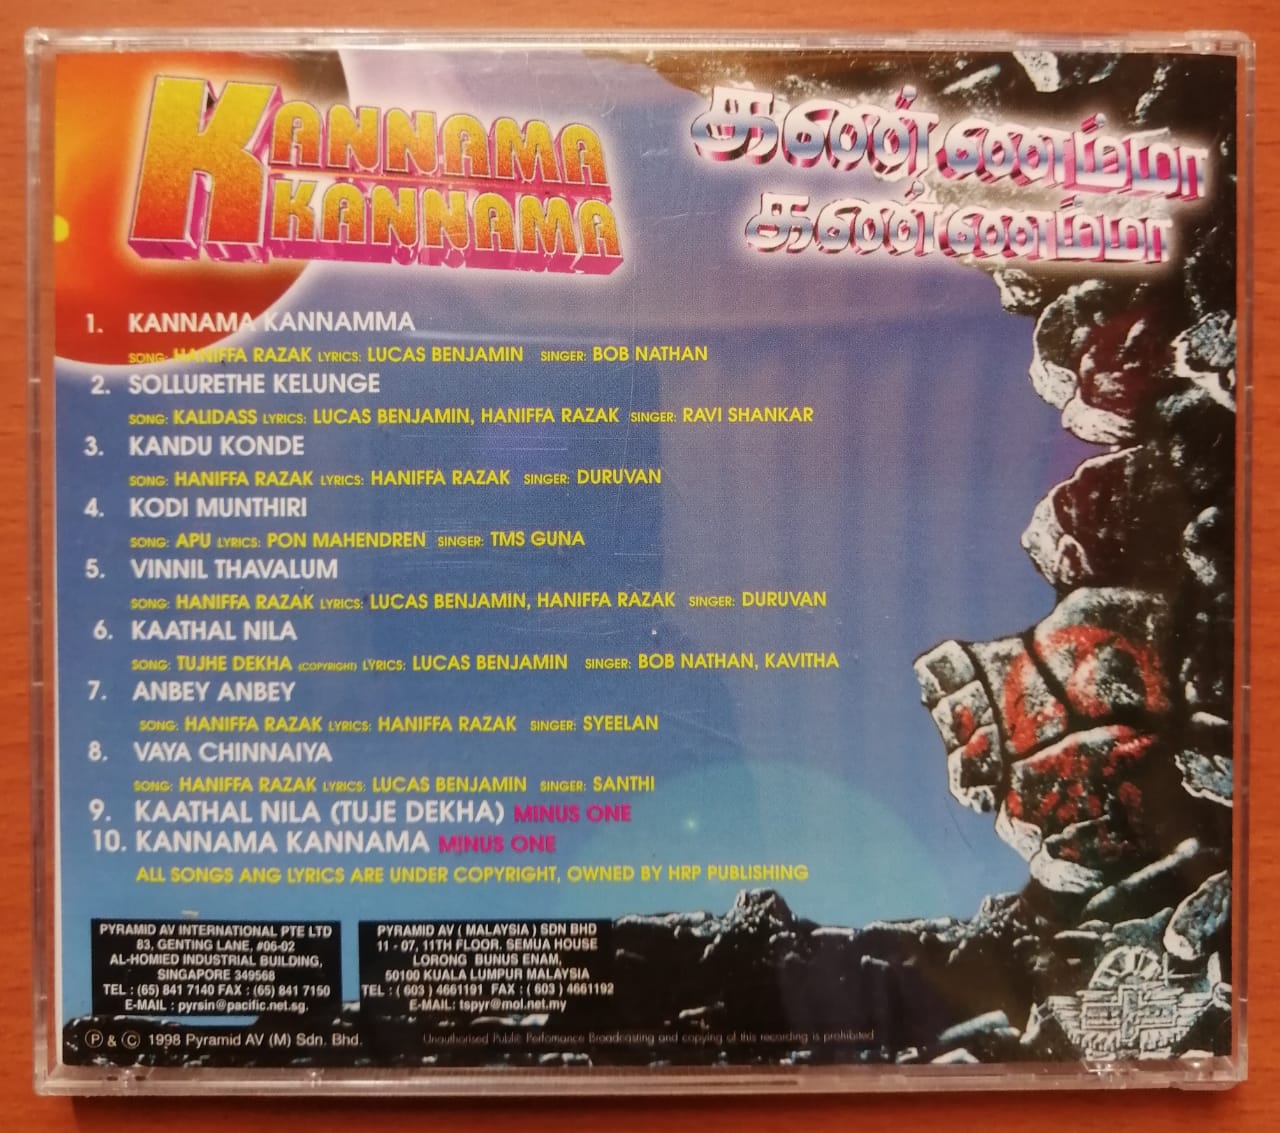 KANNAMA
KANNAMA
கண்ணம்மா
கண்ணம்மா
1. KANNAMA KANNAMMA
SONG: HANIFFA RAZAK LYRICS: LUCAS BENJAMIN SINGER: BOB NATHAN
2. SOLLURETHE KELUNGE
SONG: KALIDASS LYRICS: LUCAS BENJAMIN, HANIFFA RAZAK SINGER: RAVI SHANKAR
3. KANDU KONDE
SONG: HANIFFA RAZAK LYRICS: HANIFFA RAZAK SINGER: DURUVAN
4. KODI MUNTHIRI
SONG: APU LYRICS: PON MAHENDREN SINGER: TMS GUNA
5. VINNIL THAVALUM
SONG: HANIFFA RAZAK LYRICS: LUCAS BENJAMIN, HANIFFA RAZAK SINGER: DURUVAN
6. KAATHAL NILA
SONG: TUJHE DEKHA (COPYRIGHT) LYRICS: LUCAS BENJAMIN SINGER: BOB NATHAN, KAVITHA
7. ANBEY ANBEY
SONG: HANIFFA RAZAK LYRICS: HANIFFA RAZAK SINGER: SYEELAN
8. VAYA CHINNAIYA
SONG: HANIFFA RAZAK LYRICS: LUCAS BENJAMIN SINGER: SANTHI
9. KAATHAL NILA (TUJE DEKHA) MINUS ONE
10. KANNAMA KANNAMA MINUS ONE
ALL SONGS ANG LYRICS ARE UNDER COPYRIGHT, OWNED BY HRP PUBLISHING
PYRAMID AV INTERNATIONAL PTE LTD
83, GENTING LANE, #06-02
AL-HOMIED INDUSTRIAL BUILDING,
SINGAPORE 349568
TEL : (65) 841 7140 FAX : (65) 841 7150
E-MAIL : pyrsin@pacific.net.sg.
PYRAMID AV ( MALAYSIA ) SDN BHD
11 - 07, 11TH FLOOR. SEMUA HOUSE
LORONG BUNUS ENAM,
50100 KUALA LUMPUR MALAYSIA
TEL : ( 603 ) 4661191 FAX : ( 603 ) 4661192
E-MAIL: tspyr@mol.net.my
Ⓟ & Ⓒ 1998 Pyramid AV (M) Sdn. Bhd.
Unauthorised Public Perfomance Broadcasting and copying of this recording is prohibited